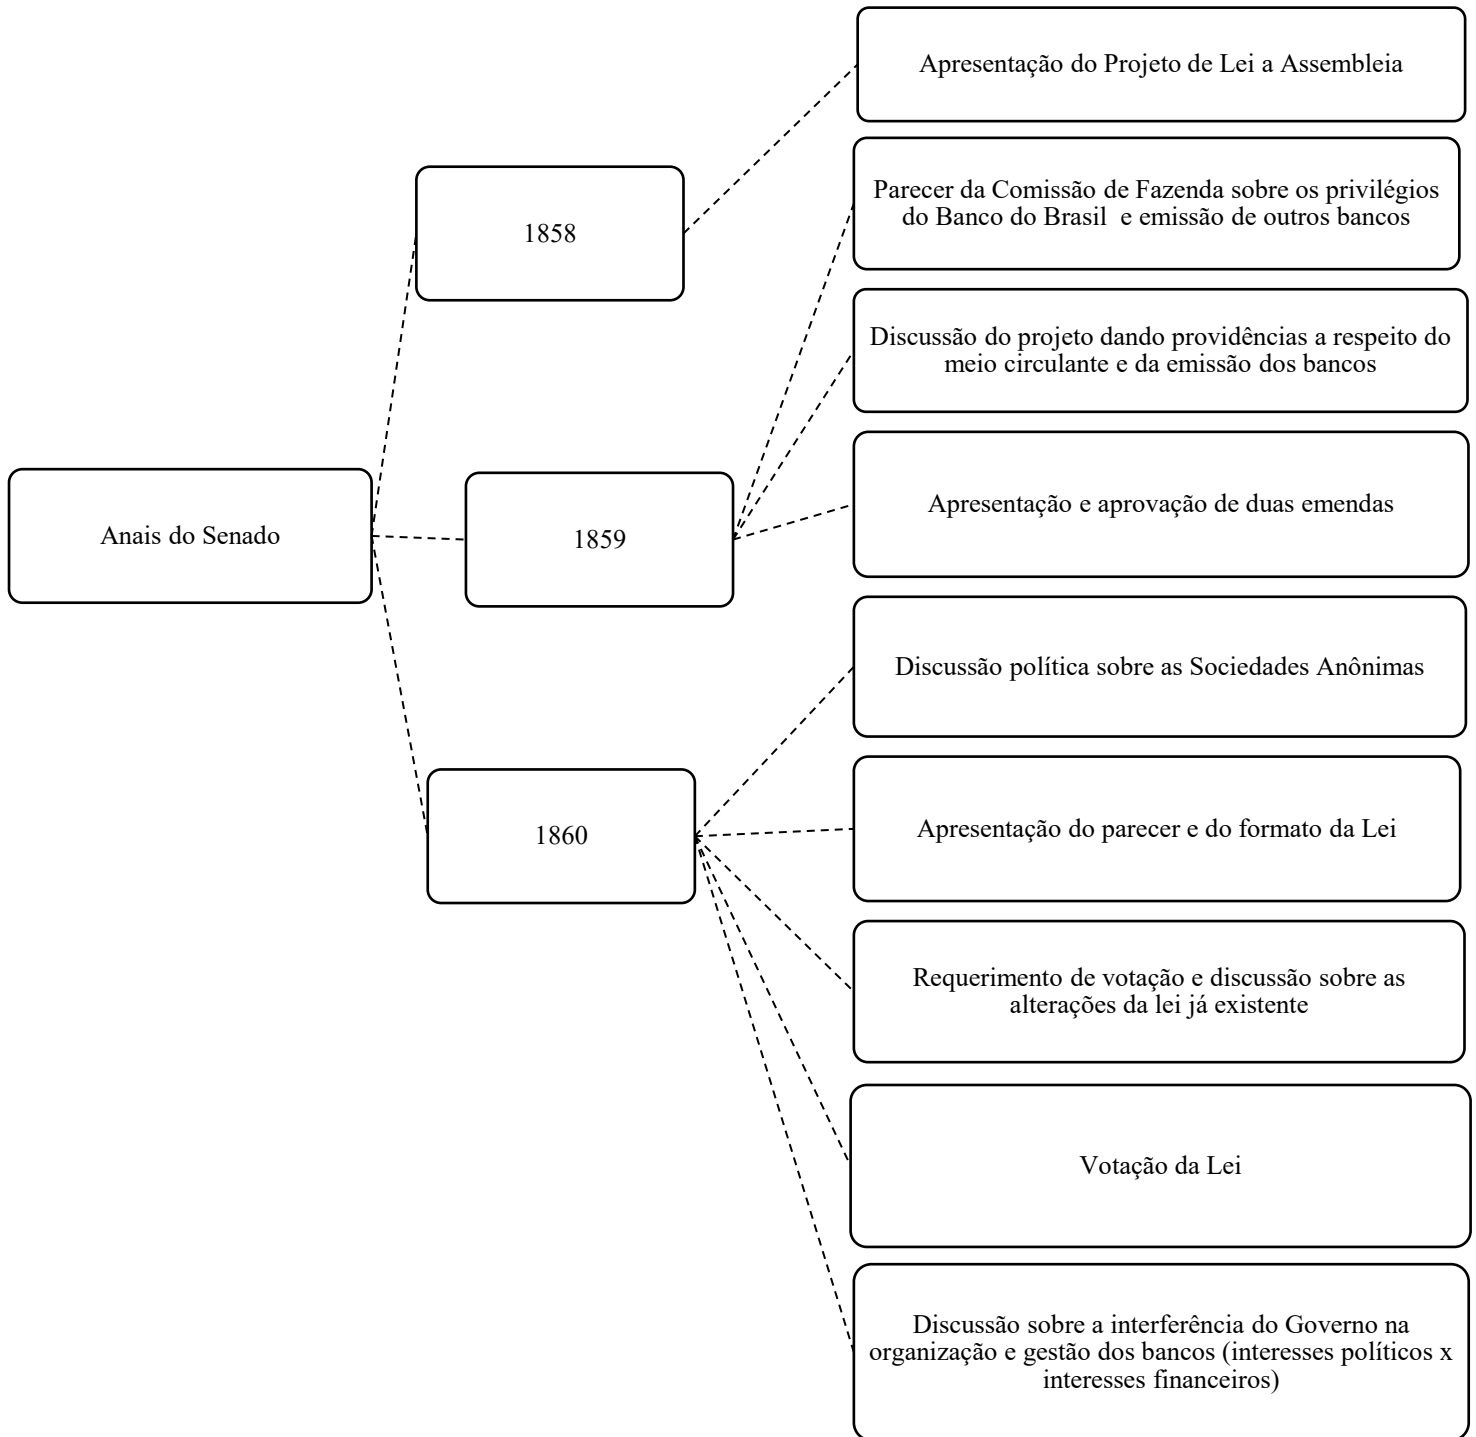 Anais do Senado
1858
1859
1860
Apresentação do Projeto de Lei a Assembleia
Parecer da Comissão de Fazenda sobre os privilégios
do Banco do Brasil  e emissão de outros bancos
Discussão do projeto dando providências a respeito do
meio circulante e da emissão dos bancos
Apresentação e aprovação de duas emendas
Discussão política sobre as Sociedades Anônimas
Apresentação do parecer e do formato da Lei
Requerimento de votação e discussão sobre as
alterações da lei já existente
Votação da Lei
Discussão sobre a interferência do Governo na
organização e gestão dos bancos (interesses políticos x
interesses financeiros)